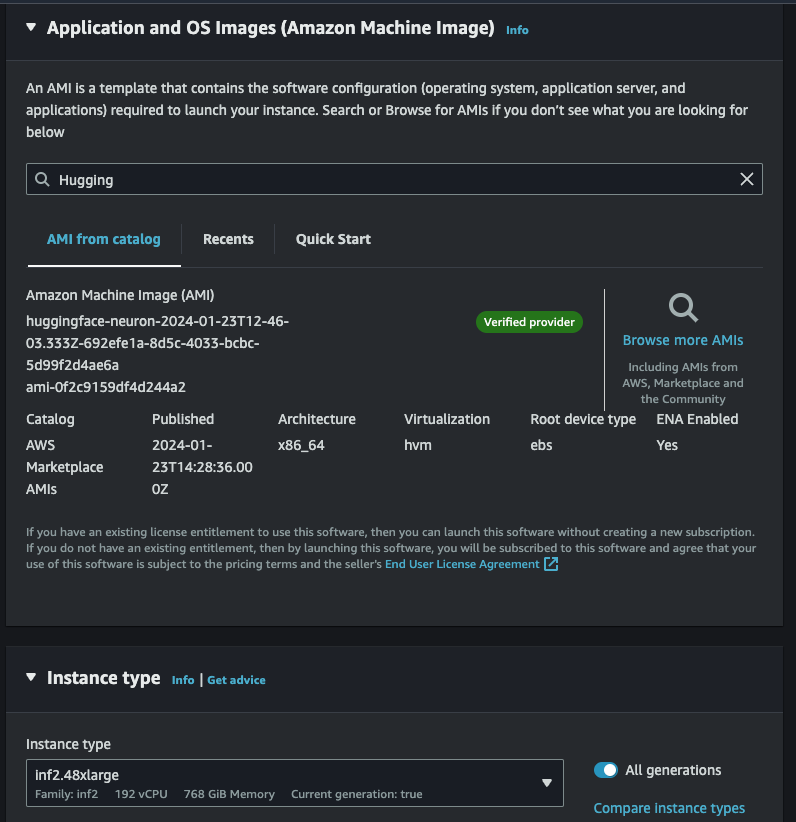 Application and OS Images (Amazon Machine Image) Info
An AMI is a template that contains the software configuration (operating system, application server, and
applications) required to launch your instance. Search or Browse for AMIs if you don’t see what you are looking for
below
Hugging
AMI from catalog
Recents
Quick Start
Amazon Machine Image (AMI)
huggingface-neuron-2024-01-23T12-46-
03.333Z-692efe1a-8d5c-4033-bcbc-
5d99f2d4ae6a
ami-0f2c9159df4d244a2
Verified provider
Browse more AMIs
Including AMIs from
AWS, Marketplace and
the Community
Catalog Published Architecture Virtualization Root device type ENA Enabled
AWS 2024-01- x86_64 hvm ebs Yes
Marketplace 23T14:28:36.00
AMIs 0Z
If you have an existing license entitlement to use this software, then you can launch this software without creating a new subscription.
If you do not have an existing entitlement, then by launching this software, you will be subscribed to this software and agree that your
use of this software is subject to the pricing terms and the seller's End User License Agreement
Instance type Info | Get advice
Instance type
inf2.48xlarge
Family: inf2 192 vCPU 768 GiB Memory Current generation: true
All generations
Compare instance types